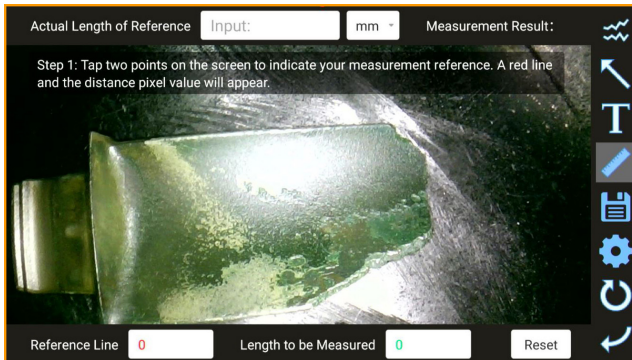 Actual Length of Reference Input: mm Measurement Result:
Step 1: Tap two points on the screen to indicate your measurement reference. A red line
and the distance pixel value will appear.
T
Reference Line 0 Length to be Measured 0 Reset